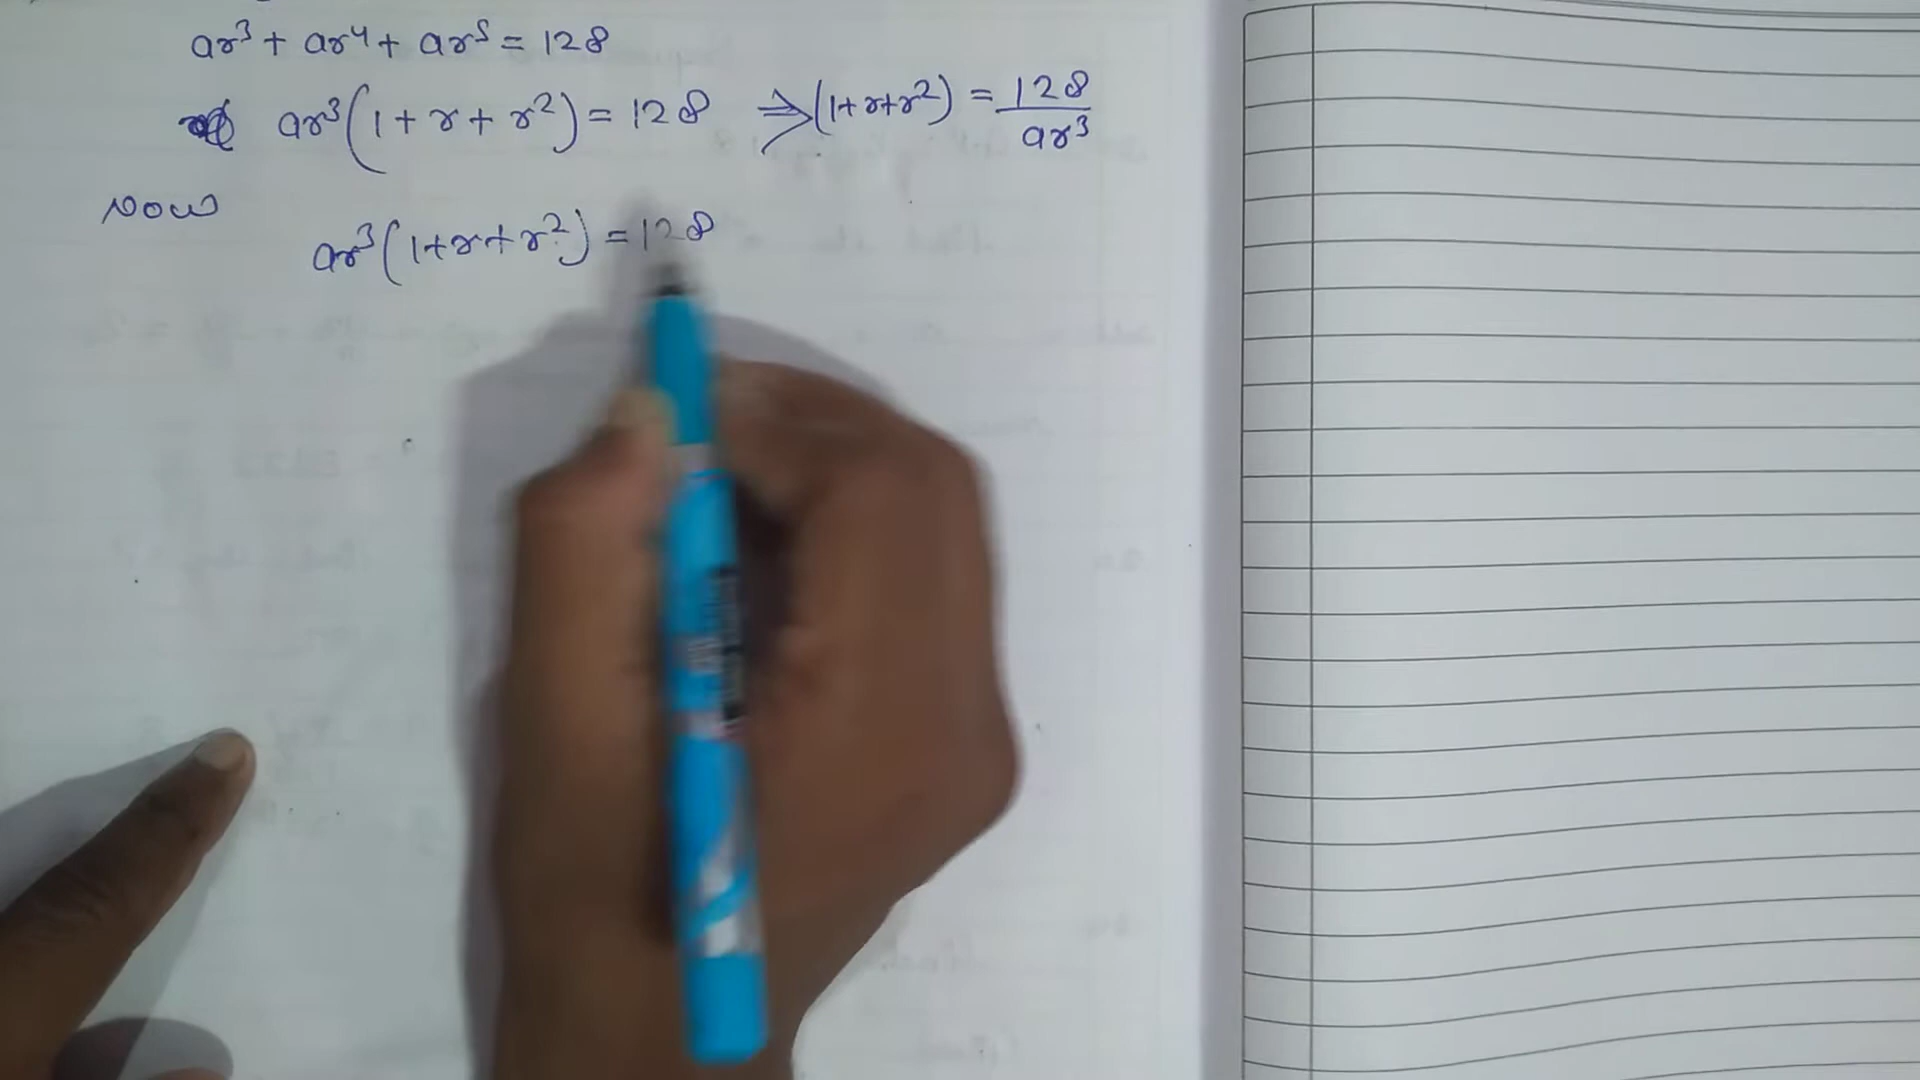 ar³ + ar⁴ + ar⁵ = 128
ar³(1 + r + r²) = 128 ⇒ (1+r+r²) = 128/ar³
Now
ar³(1+r+r²) = 128